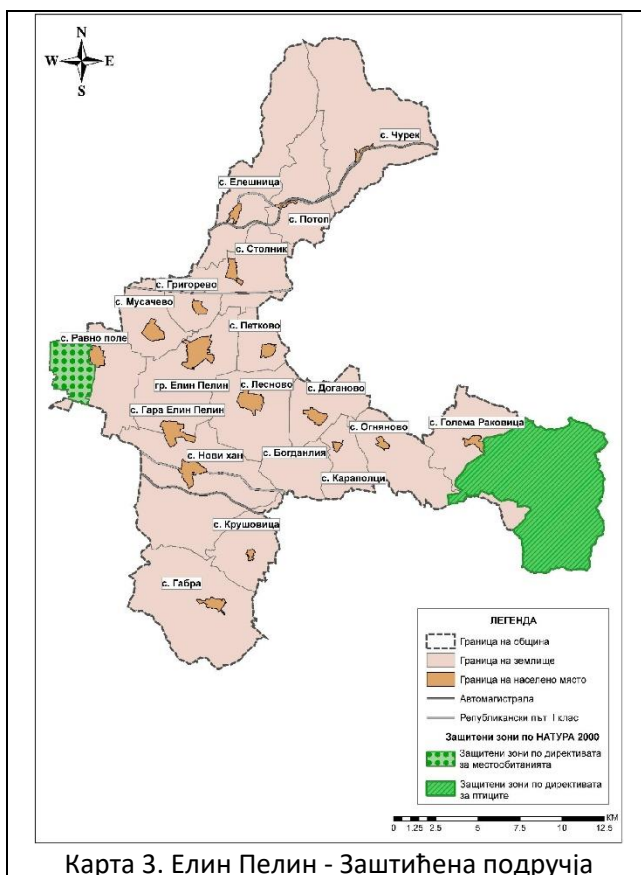 N
W E
S
с. Чурек
с. Елешница
с. Потоп
с. Столник
с. Григорево
с. Мусачево
с. Петково
с. Равно поле
гр. Елин Пелин
с. Лесново
с. Доганово
с. Гара Елин Пелин
с. Огняново
с. Голема Раковица
с. Нови хан
с. Богданлия
с. Караполци
с. Крушовица
с. Габра
ЛЕГЕНДА
Граница на община
Граница на землище
Граница на населено място
Автомагистрала
Републикански път I клас
Защитени зони по НАТУРА 2000
Защитени зони по директивата
за местообитанията
Защитени зони по директивата
за птиците
КМ
0 1.25 2.5 5 7.5 10 12.5
Карта 3. Елин Пелин - Заштићена подручја